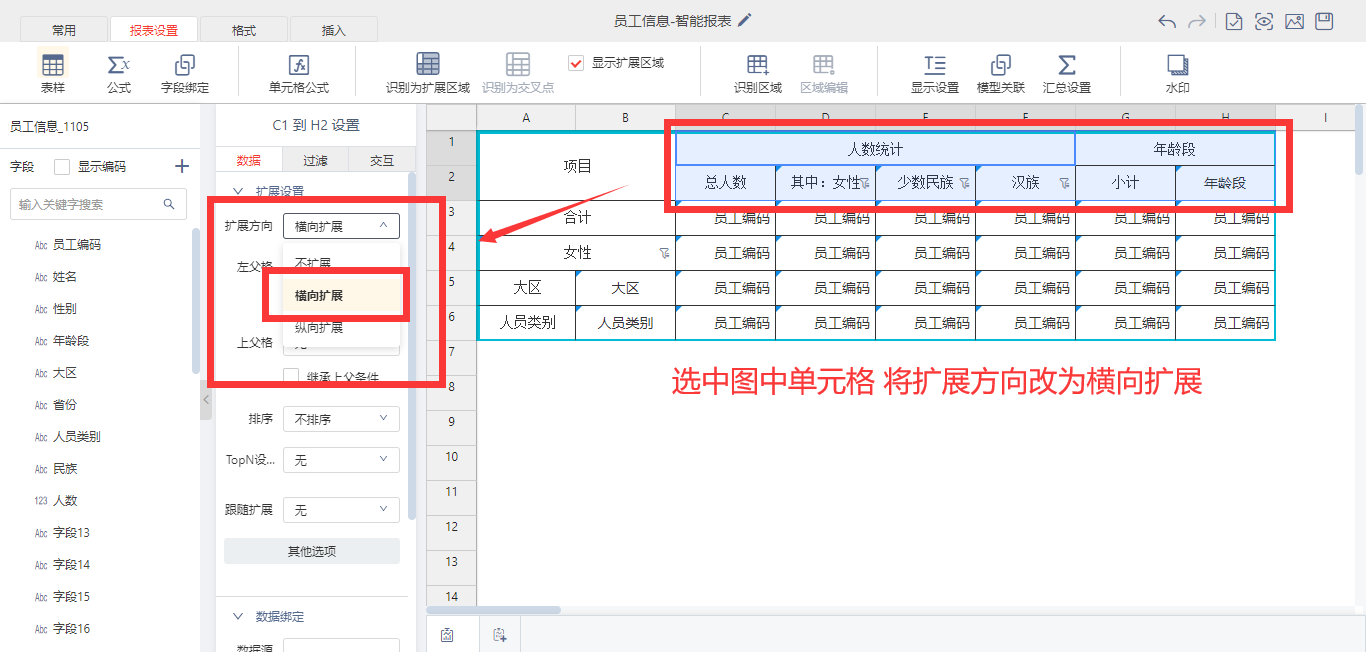 员工信息-智能报表
常用 报表设置 格式 插入
表样 公式 字段绑定 单元格公式 识别为扩展区域 识别为交叉点 显示扩展区域 识别区域 区域编辑 显示设置 模型关联 汇总设置 水印
员工信息_1105
字段 显示编码
输入关键字搜索
Abc 员工编码
Abc 姓名
Abc 性别
Abc 年龄段
Abc 大区
Abc 省份
Abc 人员类别
Abc 民族
123 人数
Abc 字段13
Abc 字段14
Abc 字段15
Abc 字段16
C1 到 H2 设置
数据 过滤 交互
扩展设置
扩展方向 横向扩展
不扩展
横向扩展
纵向扩展
左父格
上父格
继承上父条件
排序 不排序
TopN设... 无
跟随扩展 无
其他选项
数据绑定
数据源
A B C D E F G H I
1 项目 人数统计 年龄段
2 总人数 其中：女性 少数民族 汉族 小计 年龄段
3 合计 员工编码 员工编码 员工编码 员工编码 员工编码 员工编码
4 女性 员工编码 员工编码 员工编码 员工编码 员工编码 员工编码
5 大区 大区 员工编码 员工编码 员工编码 员工编码 员工编码 员工编码
6 人员类别 人员类别 员工编码 员工编码 员工编码 员工编码 员工编码 员工编码
7
8
9
10
11
12
13
14
选中图中单元格 将扩展方向改为横向扩展